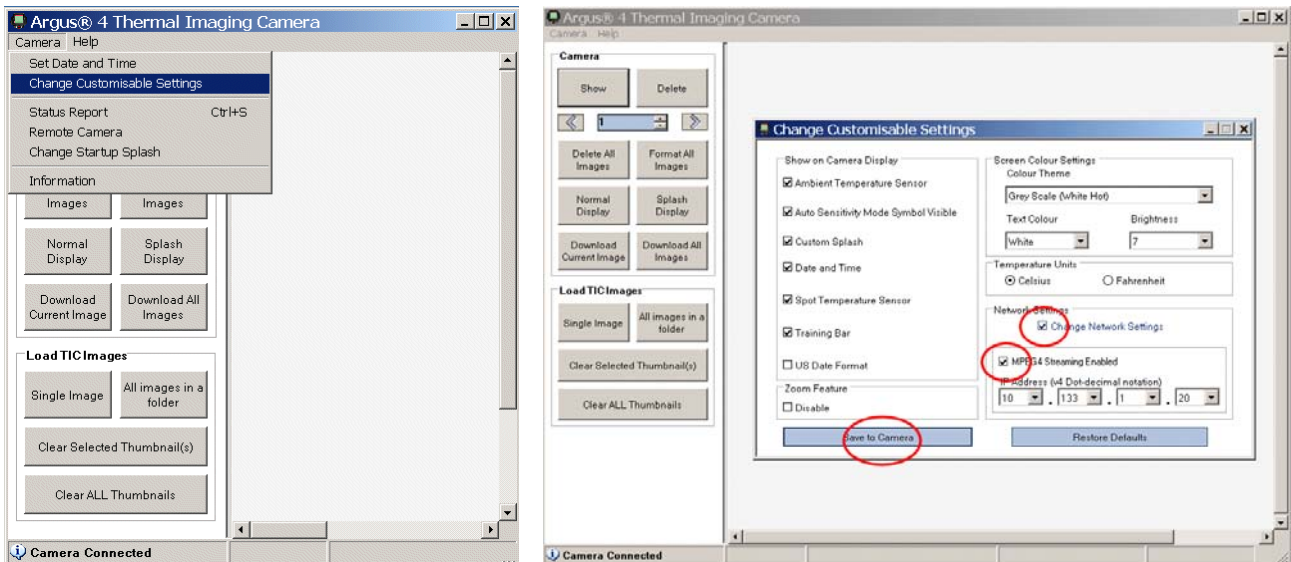 Argus® 4 Thermal Imaging Camera
Camera Help
Set Date and Time
Change Customisable Settings
Status Report Ctrl+S
Remote Camera
Change Startup Splash
Information
Images Images
Normal Display
Splash Display
Download Current Image
Download All Images
Load TIC Images
Single Image
All images in a folder
Clear Selected Thumbnail(s)
Clear ALL Thumbnails
Camera Connected
Argus® 4 Thermal Imaging Camera
Camera Help
Camera
Show Delete
1
Delete All Images
Format All Images
Normal Display
Splash Display
Download Current Image
Download All Images
Load TIC Images
Single Image
All images in a folder
Clear Selected Thumbnail(s)
Clear ALL Thumbnails
Camera Connected
Change Customisable Settings
Show on Camera Display
Ambient Temperature Sensor
Auto Sensitivity Mode Symbol Visible
Custom Splash
Date and Time
Spot Temperature Sensor
Training Bar
US Date Format
Zoom Feature
Disable
Save to Camera
Screen Colour Settings
Colour Theme
Grey Scale (White Hot)
Text Colour Brightness
White 7
Temperature Units
Celsius Fahrenheit
Network Settings
Change Network Settings
MPEG4 Streaming Enabled
IP Address (v4 Dot-decimal notation)
10 . 133 . 1 . 20
Restore Defaults